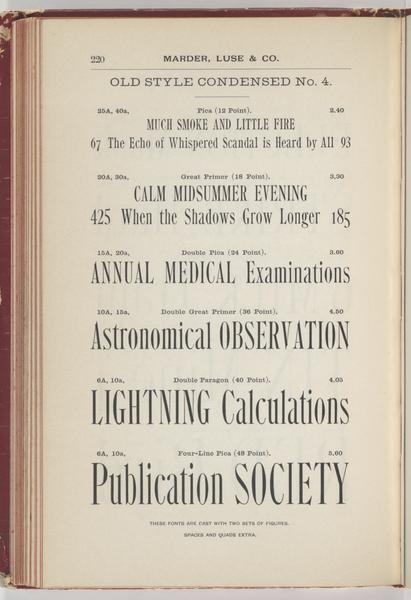 220 MARDER, LUSE & CO.
OLD STYLE CONDENSED No. 4.
25A, 40a, Pica (12 Point). 2.40
MUCH SMOKE AND LITTLE FIRE
67 The Echo of Whispered Scandal is Heard by All 93
20A, 30a, Great Primer (18 Point). 3.30
CALM MIDSUMMER EVENING
425 When the Shadows Grow Longer 185
15A, 20a, Double Pica (24 Point). 3.60
ANNUAL MEDICAL Examinations
10A, 15a, Double Great Primer (36 Point). 4.50
Astronomical OBSERVATION
6A, 10a, Double Paragon (40 Point). 4.05
LIGHTNING Calculations
6A, 10a, Four-Line Pica (48 Point). 5.60
Publication SOCIETY
THESE FONTS ARE CAST WITH TWO SETS OF FIGURES.
SPACES AND QUADS EXTRA.